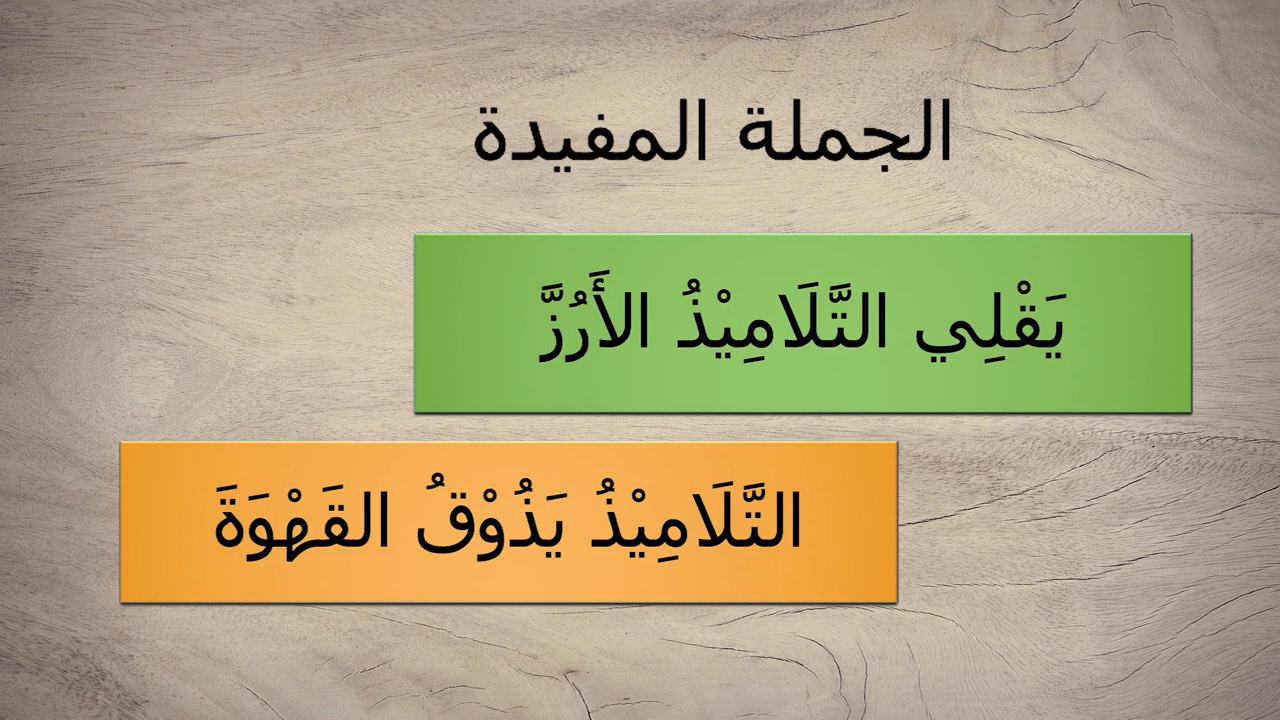 الجملة المفيدة
يَقْلِي التَّلَامِيْذُ الأَرُزَّ
التَّلَامِيْذُ يَذُوْقُ القَهْوَةَ